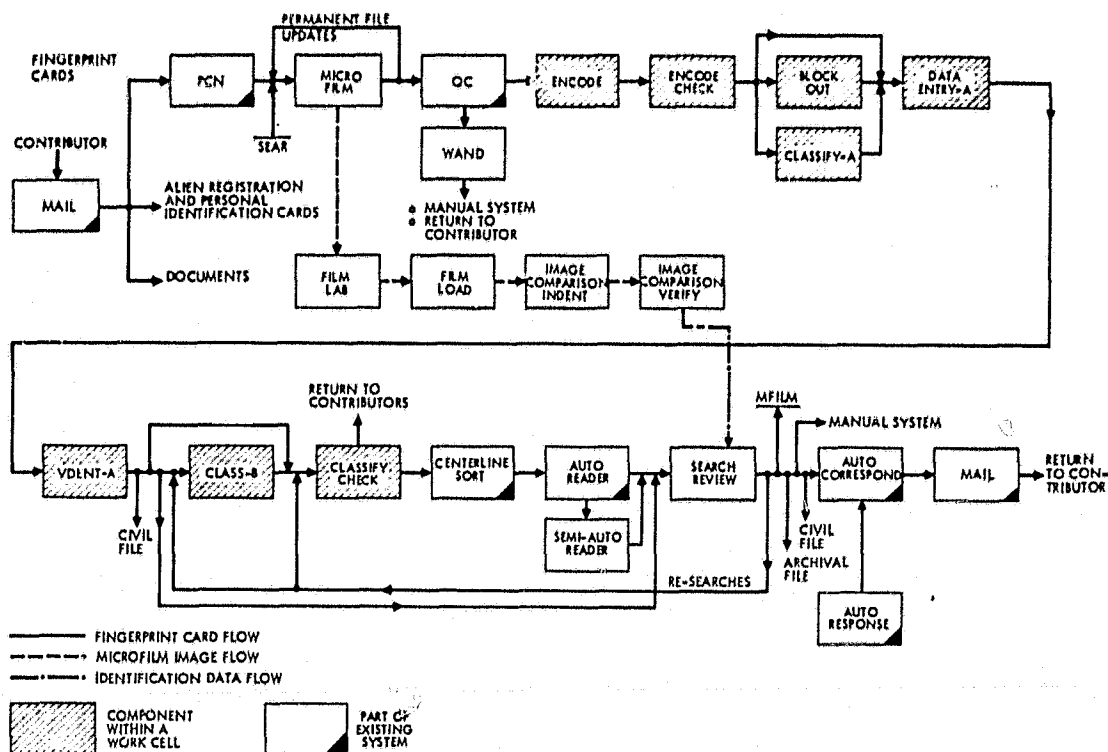 PERMANENT FILE
UPDATES
FINGERPRINT
CARDS
PCN
MICRO
FILM
QC
ENCODE
ENCODE
CHECK
BLOCK
OUT
DATA
ENTRY-A
SEAR
CLASSIFY-A
CONTRIBUTOR
MAIL
ALIEN REGISTRATION
AND PERSONAL
IDENTIFICATION CARDS
WAND
MANUAL SYSTEM
RETURN TO
CONTRIBUTOR
DOCUMENTS
FILM
LAB
FILM
LOAD
IMAGE
COMPARISON
INDENT
IMAGE
COMPARISON
VERIFY
RETURN TO
CONTRIBUTORS
MFILM
MANUAL SYSTEM
VDENT-A
CLASS-B
CLASSIFY
CHECK
CENTERLINE
SORT
AUTO
READER
SEARCH
REVIEW
AUTO
CORRESPOND
MAIL
RETURN
TO CON-
TRIBUTOR
CIVIL
FILE
SEMI-AUTO
READER
CIVIL
FILE
ARCHIVAL
FILE
RE-SEARCHES
AUTO
RESPONSE
FINGERPRINT CARD FLOW
MICROFILM IMAGE FLOW
IDENTIFICATION DATA FLOW
COMPONENT
WITHIN A
WORK CELL
PART OF
EXISTING
SYSTEM